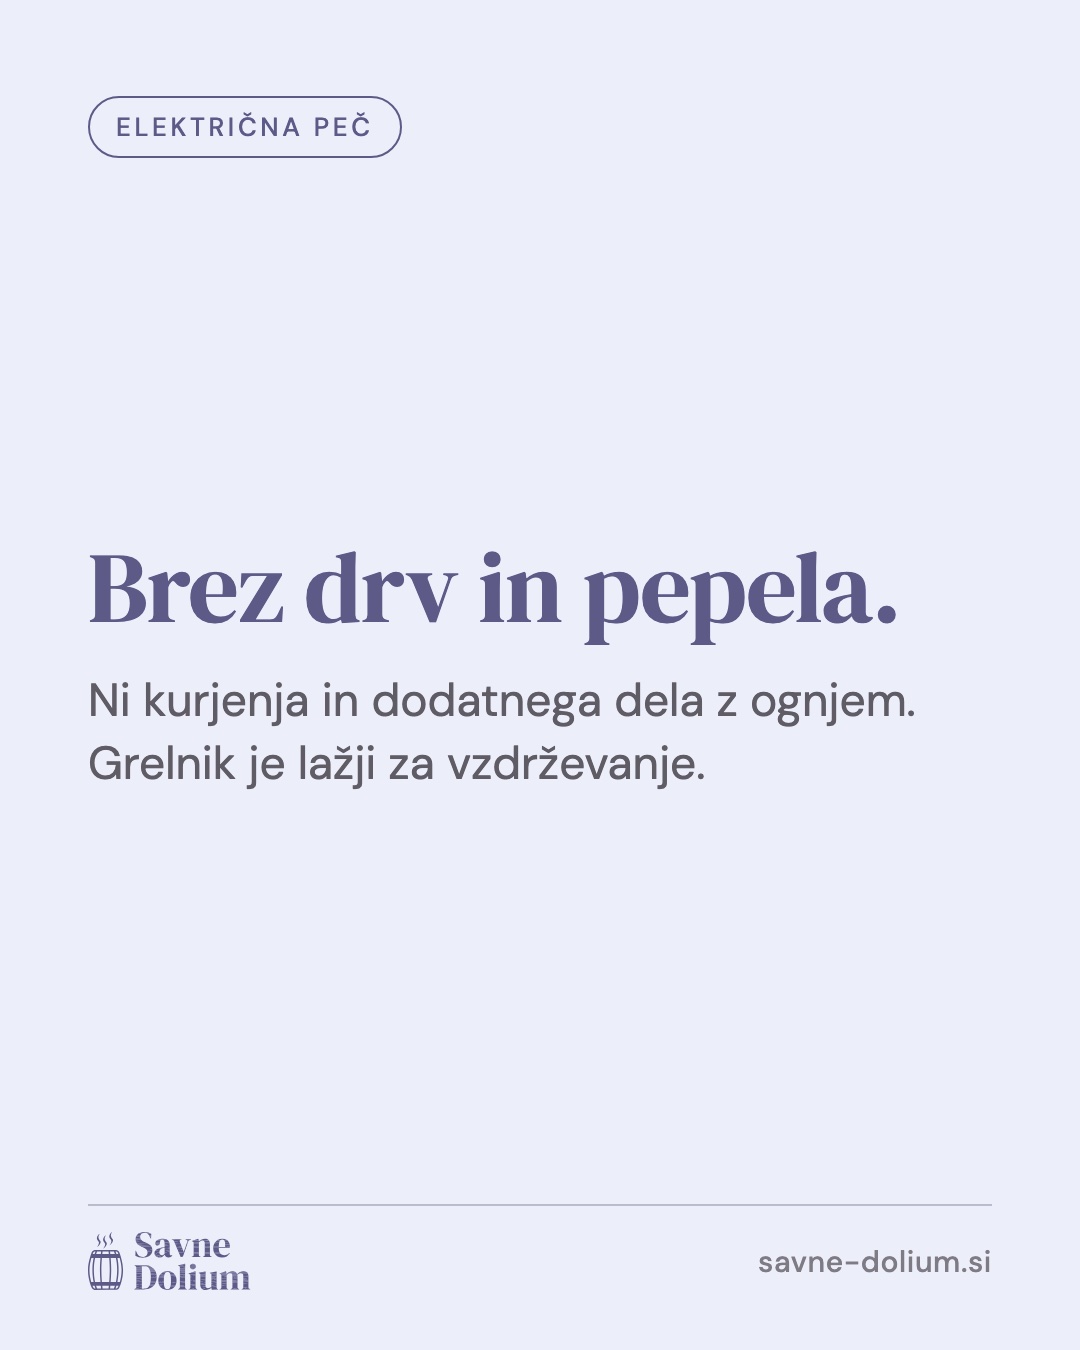 ELEKTRIČNA PEČ
Brez drv in pepela.
Ni kurjenja in dodatnega dela z ognjem.
Grelnik je lažji za vzdrževanje.
Savne
Dolium
savne-dolium.si